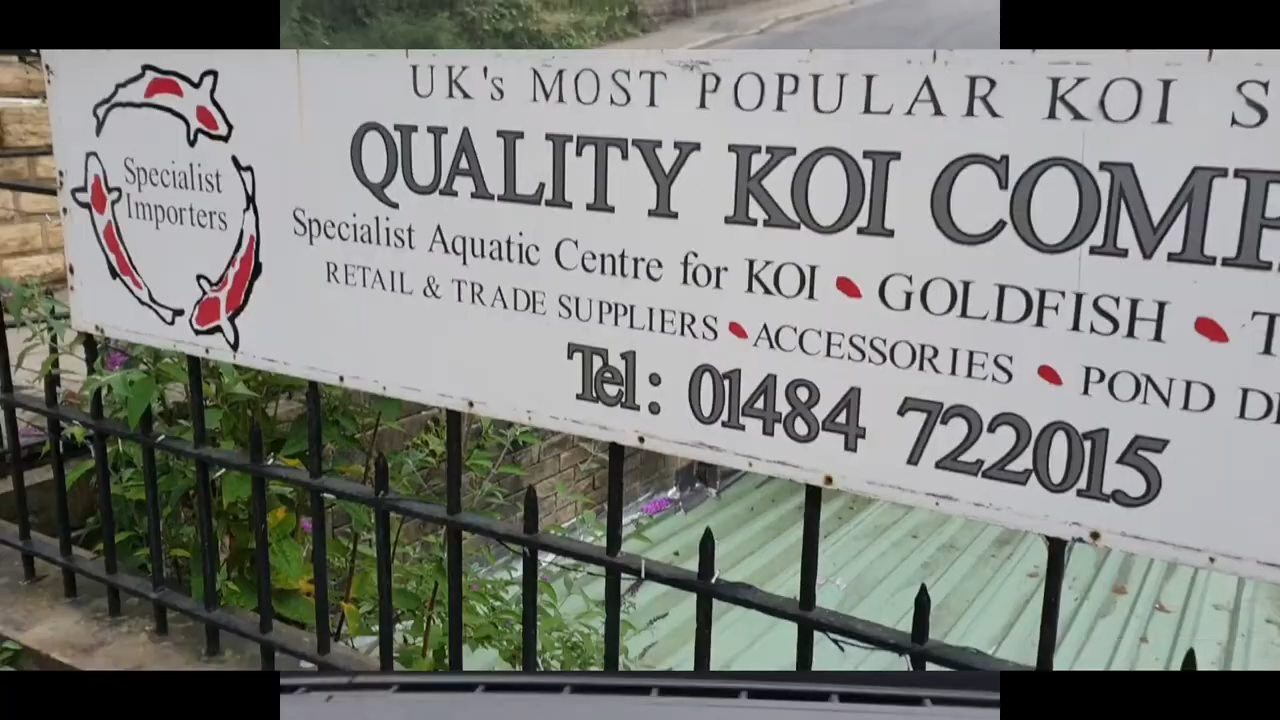 UK's MOST POPULAR KOI S
QUALITY KOI COMP
Specialist
Importers
Specialist Aquatic Centre for KOI • GOLDFISH • T
RETAIL & TRADE SUPPLIERS • ACCESSORIES • POND D
Tel: 01484 722015